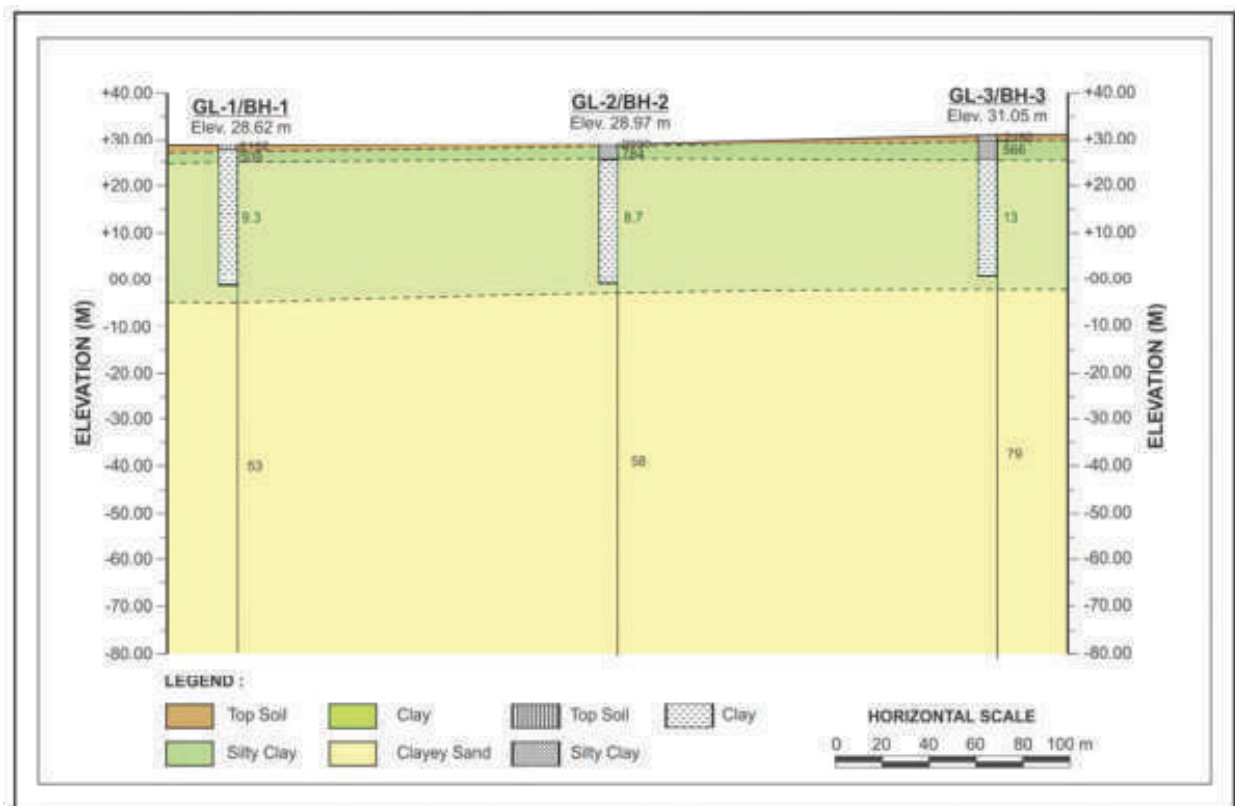 GL-1/BH-1
Elev. 28.62 m
GL-2/BH-2
Elev. 28.97 m
GL-3/BH-3
Elev. 31.05 m
+40.00
+30.00
+20.00
+10.00
00.00
-10.00
-20.00
-30.00
-40.00
-50.00
-60.00
-70.00
-80.00
ELEVATION (M)
784
566
9.3
8.7
13
53
58
79
+40.00
+30.00
+20.00
+10.00
-00.00
-10.00
-20.00
-30.00
-40.00
-50.00
-60.00
-70.00
-80.00
ELEVATION (M)
LEGEND :
Top Soil
Clay
Top Soil
Clay
Silty Clay
Clayey Sand
Silty Clay
HORIZONTAL SCALE
0 20 40 60 80 100 m